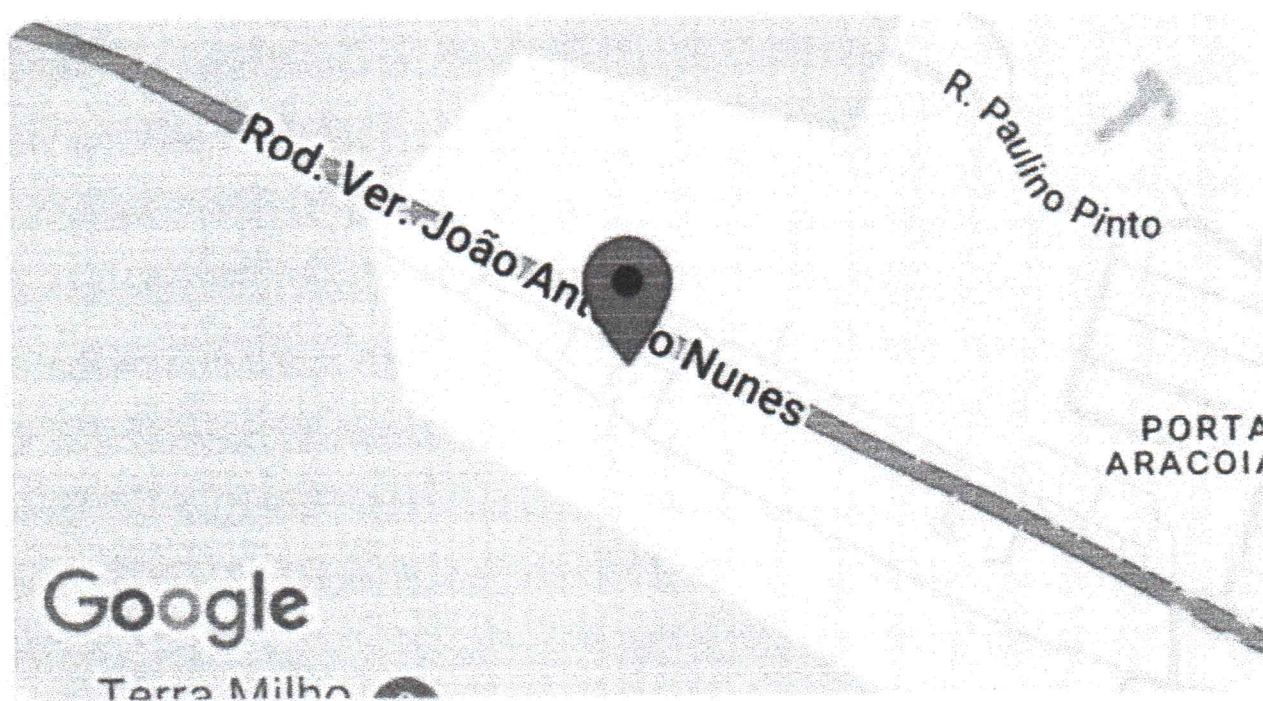 R. Paulino Pinto
Rod. Ver. João Ant o Nunes
PORTA
ARACOIA
Google
Terra Milho